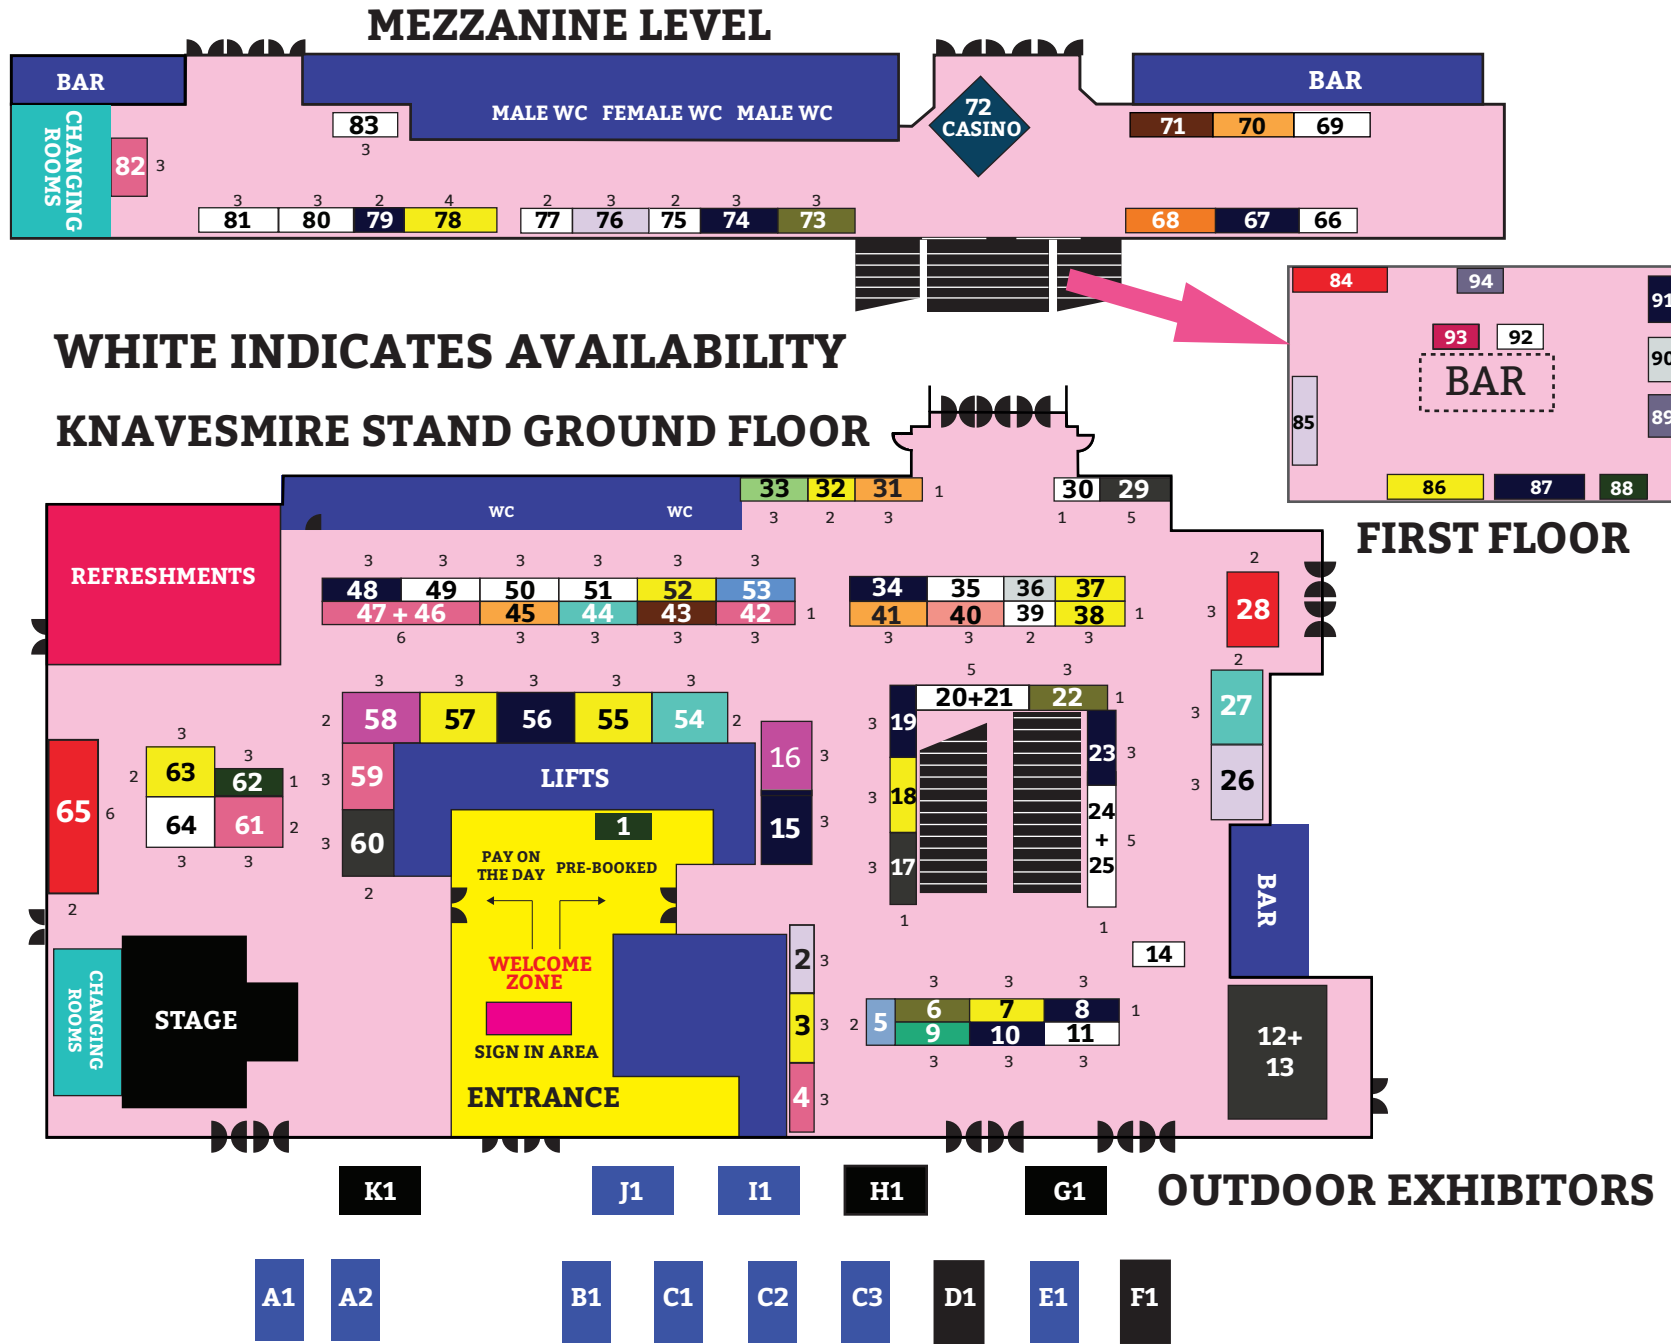 MEZZANINE LEVEL
BAR
CHANGING
ROOMS
82
3
83
3
MALE WC FEMALE WC MALE WC
72
CASINO
BAR
71 70 69
3 3 2 4 2 3 2 3 3
81 80 79 78 77 76 75 74 73
68 67 66
84
94
91
93 92
BAR
90
85
89
86 87 88
FIRST FLOOR
WHITE INDICATES AVAILABILITY
KNAVESMIRE STAND GROUND FLOOR
WC WC
33 32 31 1
3 2 3
30 29
1 5
REFRESHMENTS
3 3 3 3 3 3
48 49 50 51 52 53
47 + 46 45 44 43 42 1
6 3 3 3 3
34 35 36 37
41 40 39 38 1
3 3 2 3
2
3 28
2
3 27
3 26
3 3 3 3 3
2 58 57 56 55 54 2
3 59
3 60
2
LIFTS
16 3
15 3
5 3
20+21 22 1
3 19
3 18
3 17
1
23 3
24
+
25
5
1
65 6
2
3
2 63
3
62 1
64 61 2
3 3
1
PAY ON
THE DAY
PRE-BOOKED
WELCOME
ZONE
SIGN IN AREA
ENTRANCE
CHANGING
ROOMS
STAGE
2 3
3 3
4 3
14
BAR
3 3 3
2 5 6 7 8 1
9 10 11
3 3 3
12+
13
K1 J1 I1 H1 G1
OUTDOOR EXHIBITORS
A1 A2 B1 C1 C2 C3 D1 E1 F1